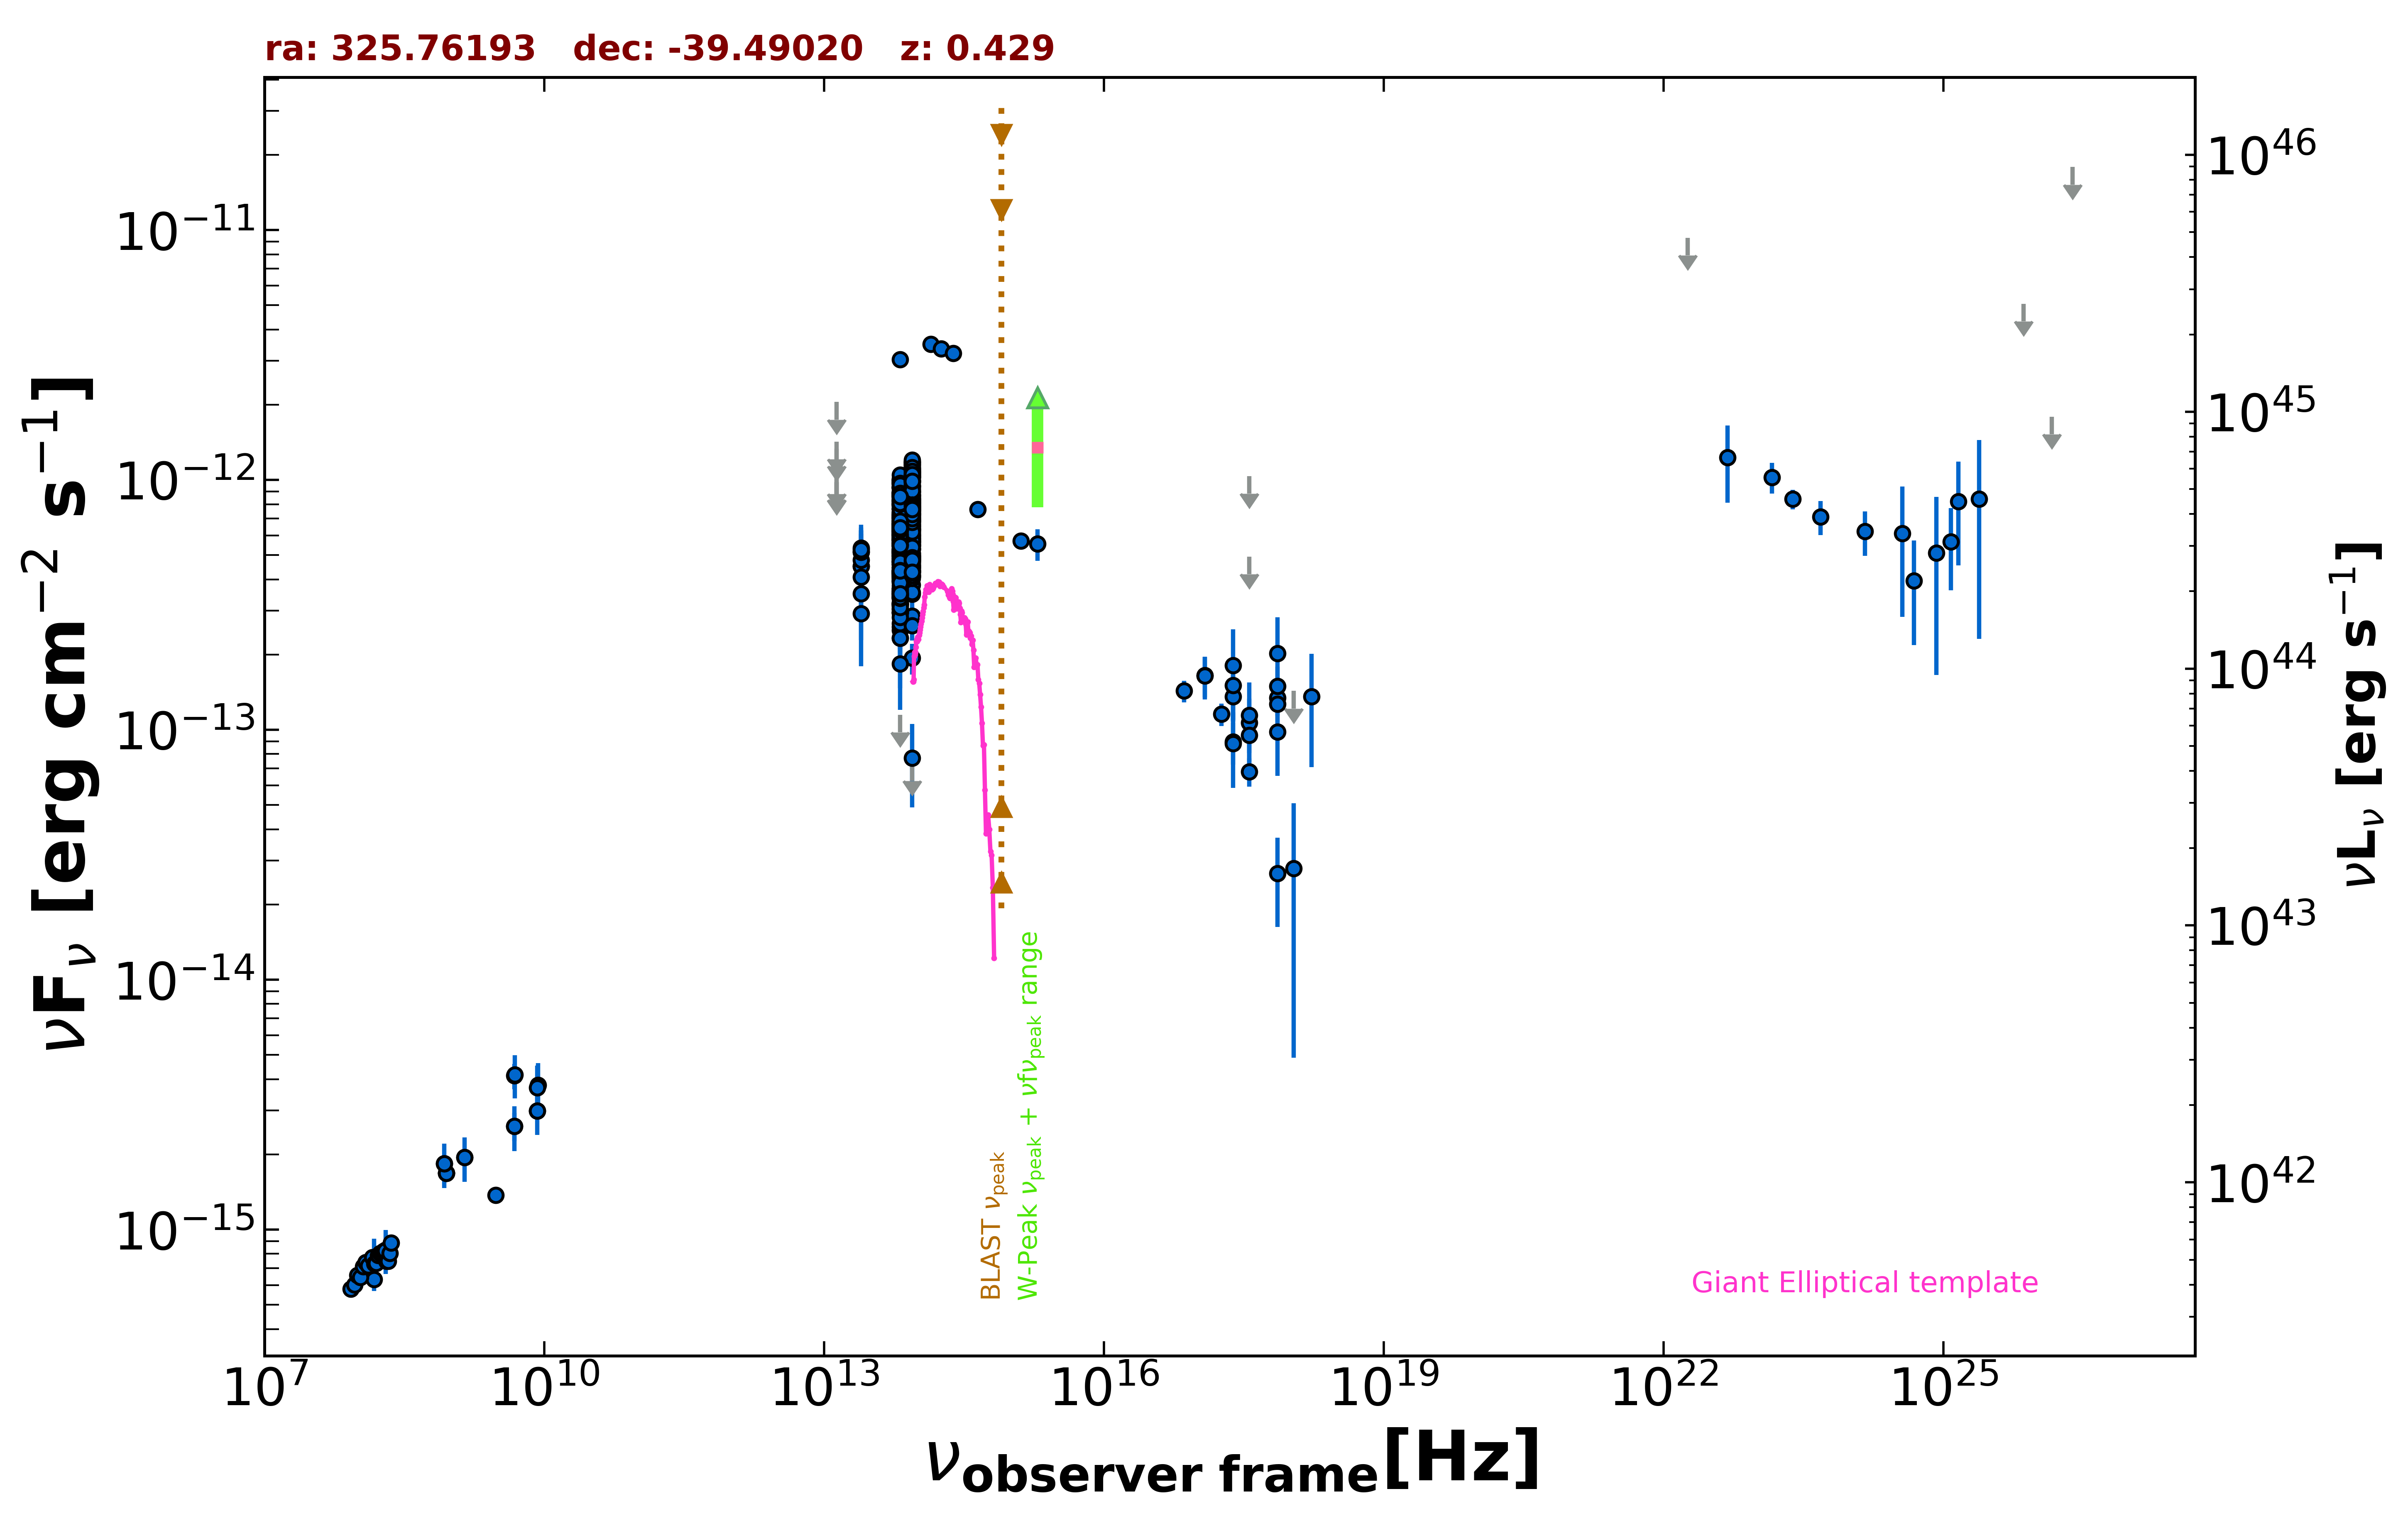 ra: 325.76193   dec: -39.49020   z: 0.429
νFν [erg cm⁻² s⁻¹]
10⁻¹¹
10⁻¹²
10⁻¹³
10⁻¹⁴
10⁻¹⁵
10⁴⁶
10⁴⁵
10⁴⁴
10⁴³
10⁴²
νLν [erg s⁻¹]
BLAST νpeak
W-Peak νpeak + νfνpeak range
Giant Elliptical template
10⁷ 10¹⁰ 10¹³ 10¹⁶ 10¹⁹ 10²² 10²⁵
νobserver frame[Hz]